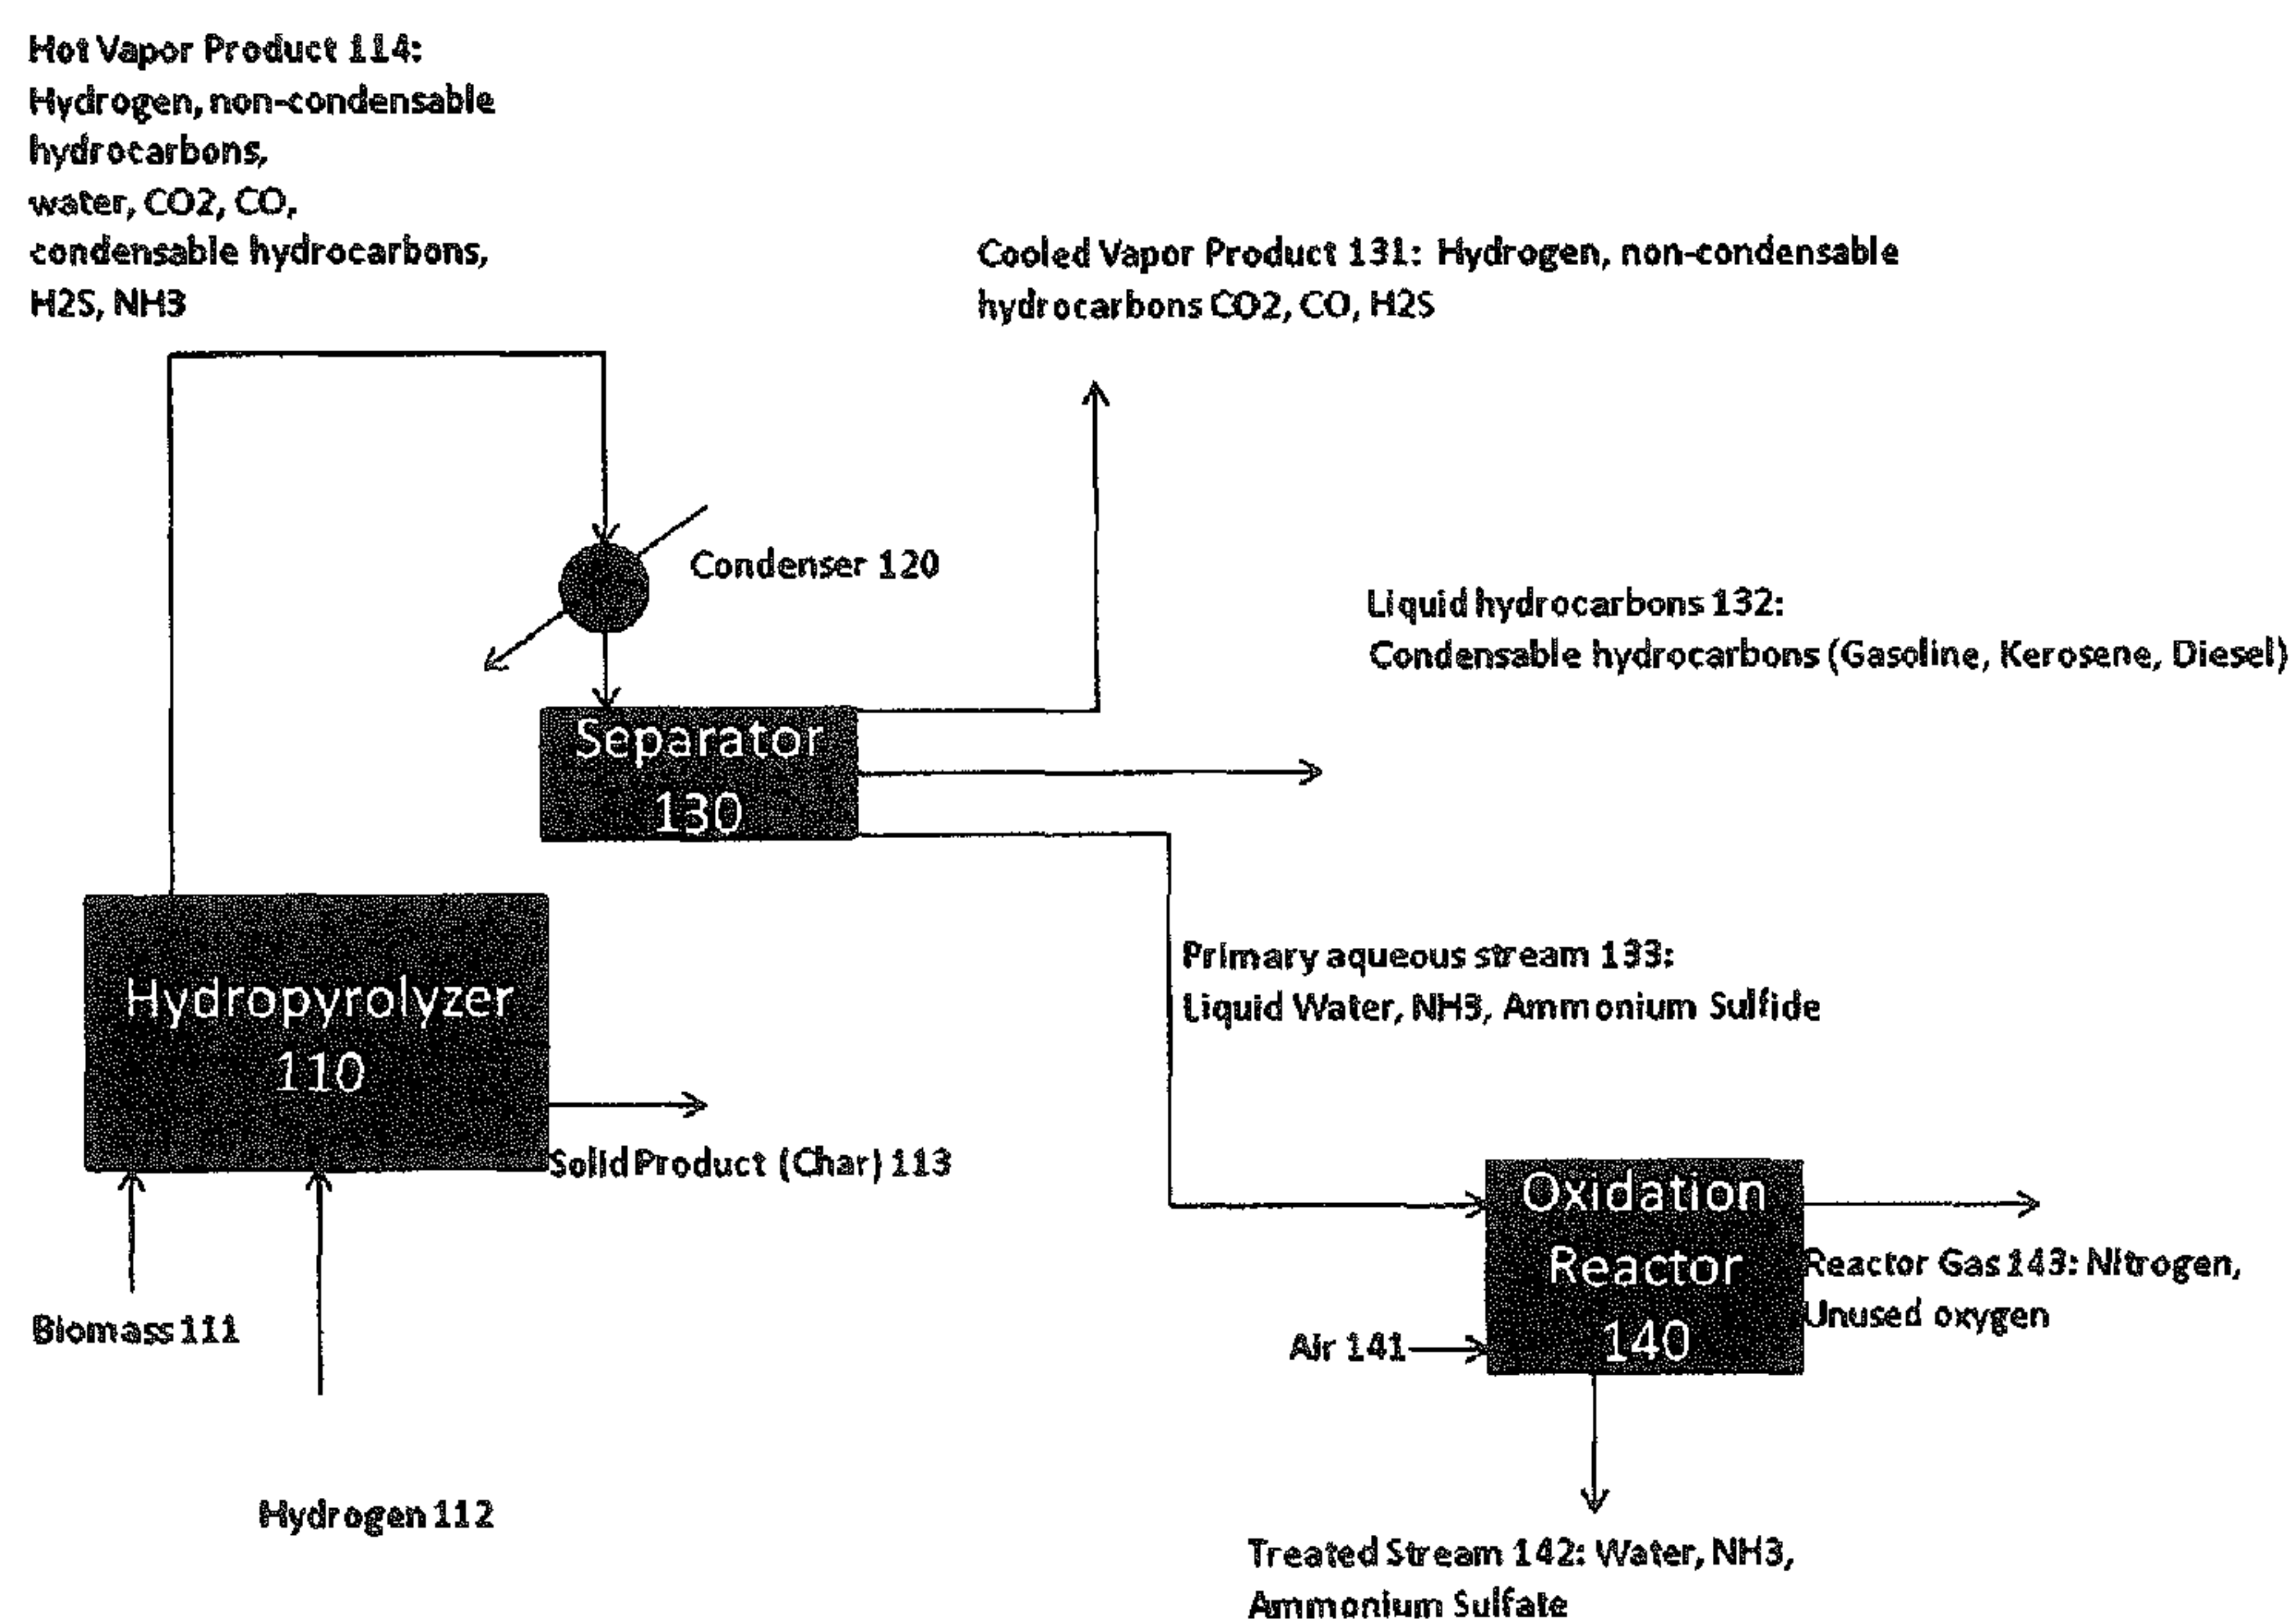 Hot Vapor Product 114:
Hydrogen, non-condensable
hydrocarbons,
water, CO2, CO,
condensable hydrocarbons,
H2S, NH3
Cooled Vapor Product 131: Hydrogen, non-condensable
hydrocarbons CO2, CO, H2S
Condenser 120
Liquid hydrocarbons 132:
Condensable hydrocarbons (Gasoline, Kerosene, Diesel)
Separator
130
Primary aqueous stream 133:
Liquid Water, NH3, Ammonium Sulfide
Hydropyrolyzer
110
Solid Product (Char) 113
Biomass 111
Hydrogen 112
Oxidation
Reactor
140
Air 141
Reactor Gas 143: Nitrogen,
Unused oxygen
Treated Stream 142: Water, NH3,
Ammonium Sulfate